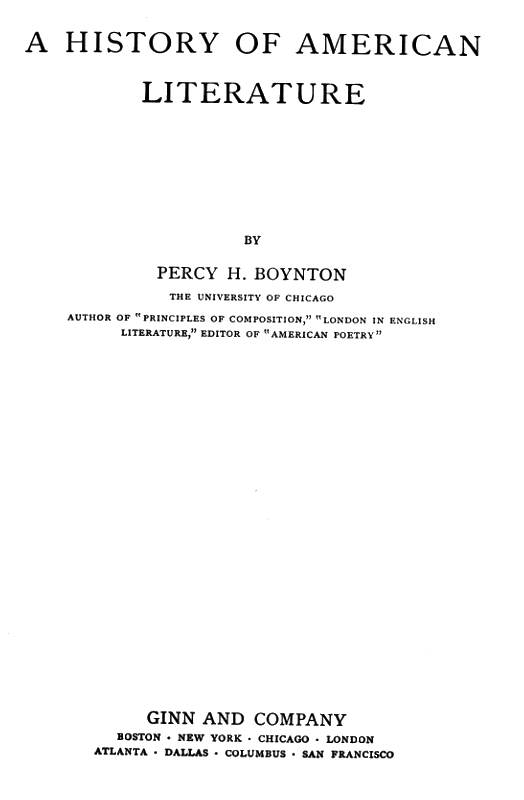 A HISTORY OF AMERICAN
LITERATURE
BY
PERCY H. BOYNTON
THE UNIVERSITY OF CHICAGO
AUTHOR OF "PRINCIPLES OF COMPOSITION," "LONDON IN ENGLISH
LITERATURE," EDITOR OF "AMERICAN POETRY"
GINN AND COMPANY
BOSTON · NEW YORK · CHICAGO · LONDON
ATLANTA · DALLAS · COLUMBUS · SAN FRANCISCO